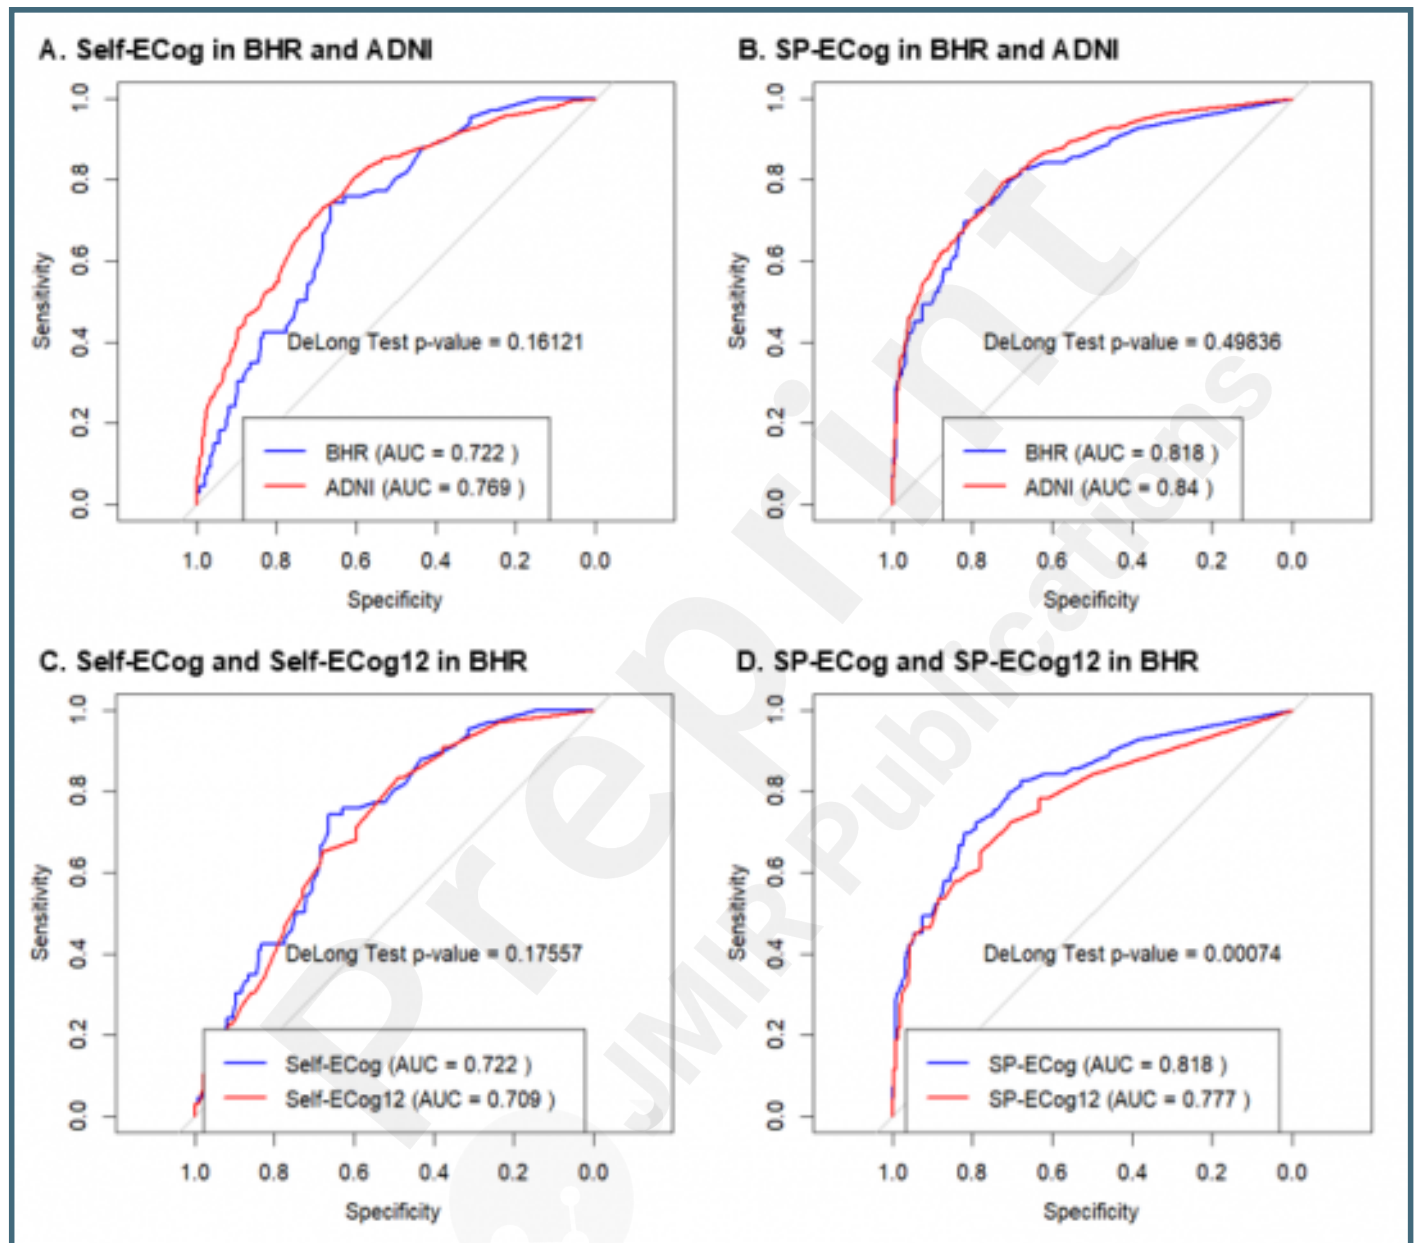 A. Self-ECog in BHR and ADNI
Sensitivity
1.0
0.8
0.6
0.4
0.2
0.0
DeLong Test p-value = 0.16121
BHR (AUC = 0.722 )
ADNI (AUC = 0.769 )
1.0 0.8 0.6 0.4 0.2 0.0
Specificity
B. SP-ECog in BHR and ADNI
Sensitivity
1.0
0.8
0.6
0.4
0.2
0.0
DeLong Test p-value = 0.49836
BHR (AUC = 0.818 )
ADNI (AUC = 0.84 )
1.0 0.8 0.6 0.4 0.2 0.0
Specificity
C. Self-ECog and Self-ECog12 in BHR
Sensitivity
1.0
0.8
0.6
0.4
0.2
0.0
DeLong Test p-value = 0.17557
Self-ECog (AUC = 0.722 )
Self-ECog12 (AUC = 0.709 )
1.0 0.8 0.6 0.4 0.2 0.0
Specificity
D. SP-ECog and SP-ECog12 in BHR
Sensitivity
1.0
0.8
0.6
0.4
0.2
0.0
DeLong Test p-value = 0.00074
SP-ECog (AUC = 0.818 )
SP-ECog12 (AUC = 0.777 )
1.0 0.8 0.6 0.4 0.2 0.0
Specificity
Preprint
JMIR Publications